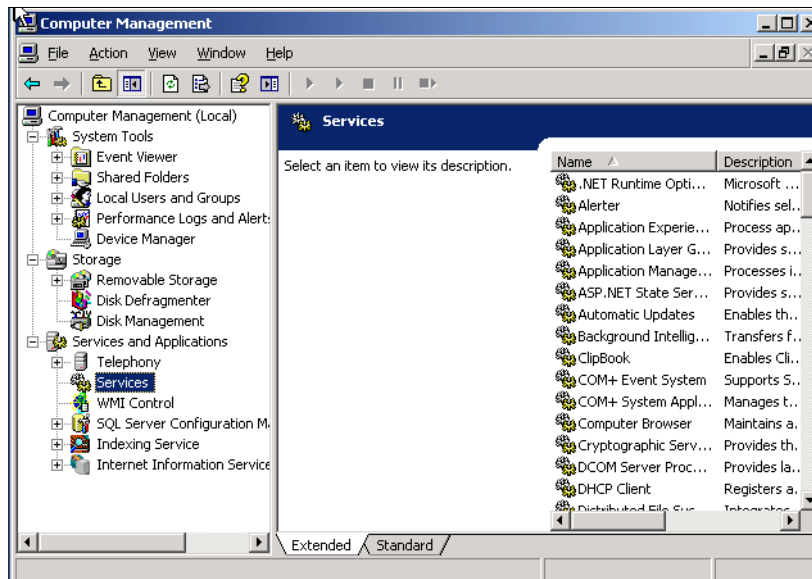 Computer Management
File Action View Window Help
Computer Management (Local)
System Tools
Event Viewer
Shared Folders
Local Users and Groups
Performance Logs and Alert
Device Manager
Storage
Removable Storage
Disk Defragmenter
Disk Management
Services and Applications
Telephony
Services
WMI Control
SQL Server Configuration M
Indexing Service
Internet Information Service
Services
Select an item to view its description.
Name Description
.NET Runtime Opti... Microsoft ...
Alerter Notifies sel..
Application Experie... Process ap..
Application Layer G... Provides s...
Application Manage... Processes i..
ASP.NET State Ser... Provides s...
Automatic Updates Enables th..
Background Intellig... Transfers f..
ClipBook Enables Cli..
COM+ Event System Supports S..
COM+ System Appl... Manages t..
Computer Browser Maintains a.
Cryptographic Serv... Provides th.
DCOM Server Proc... Provides la..
DHCP Client Registers a.
Distributed File
Extended Standard